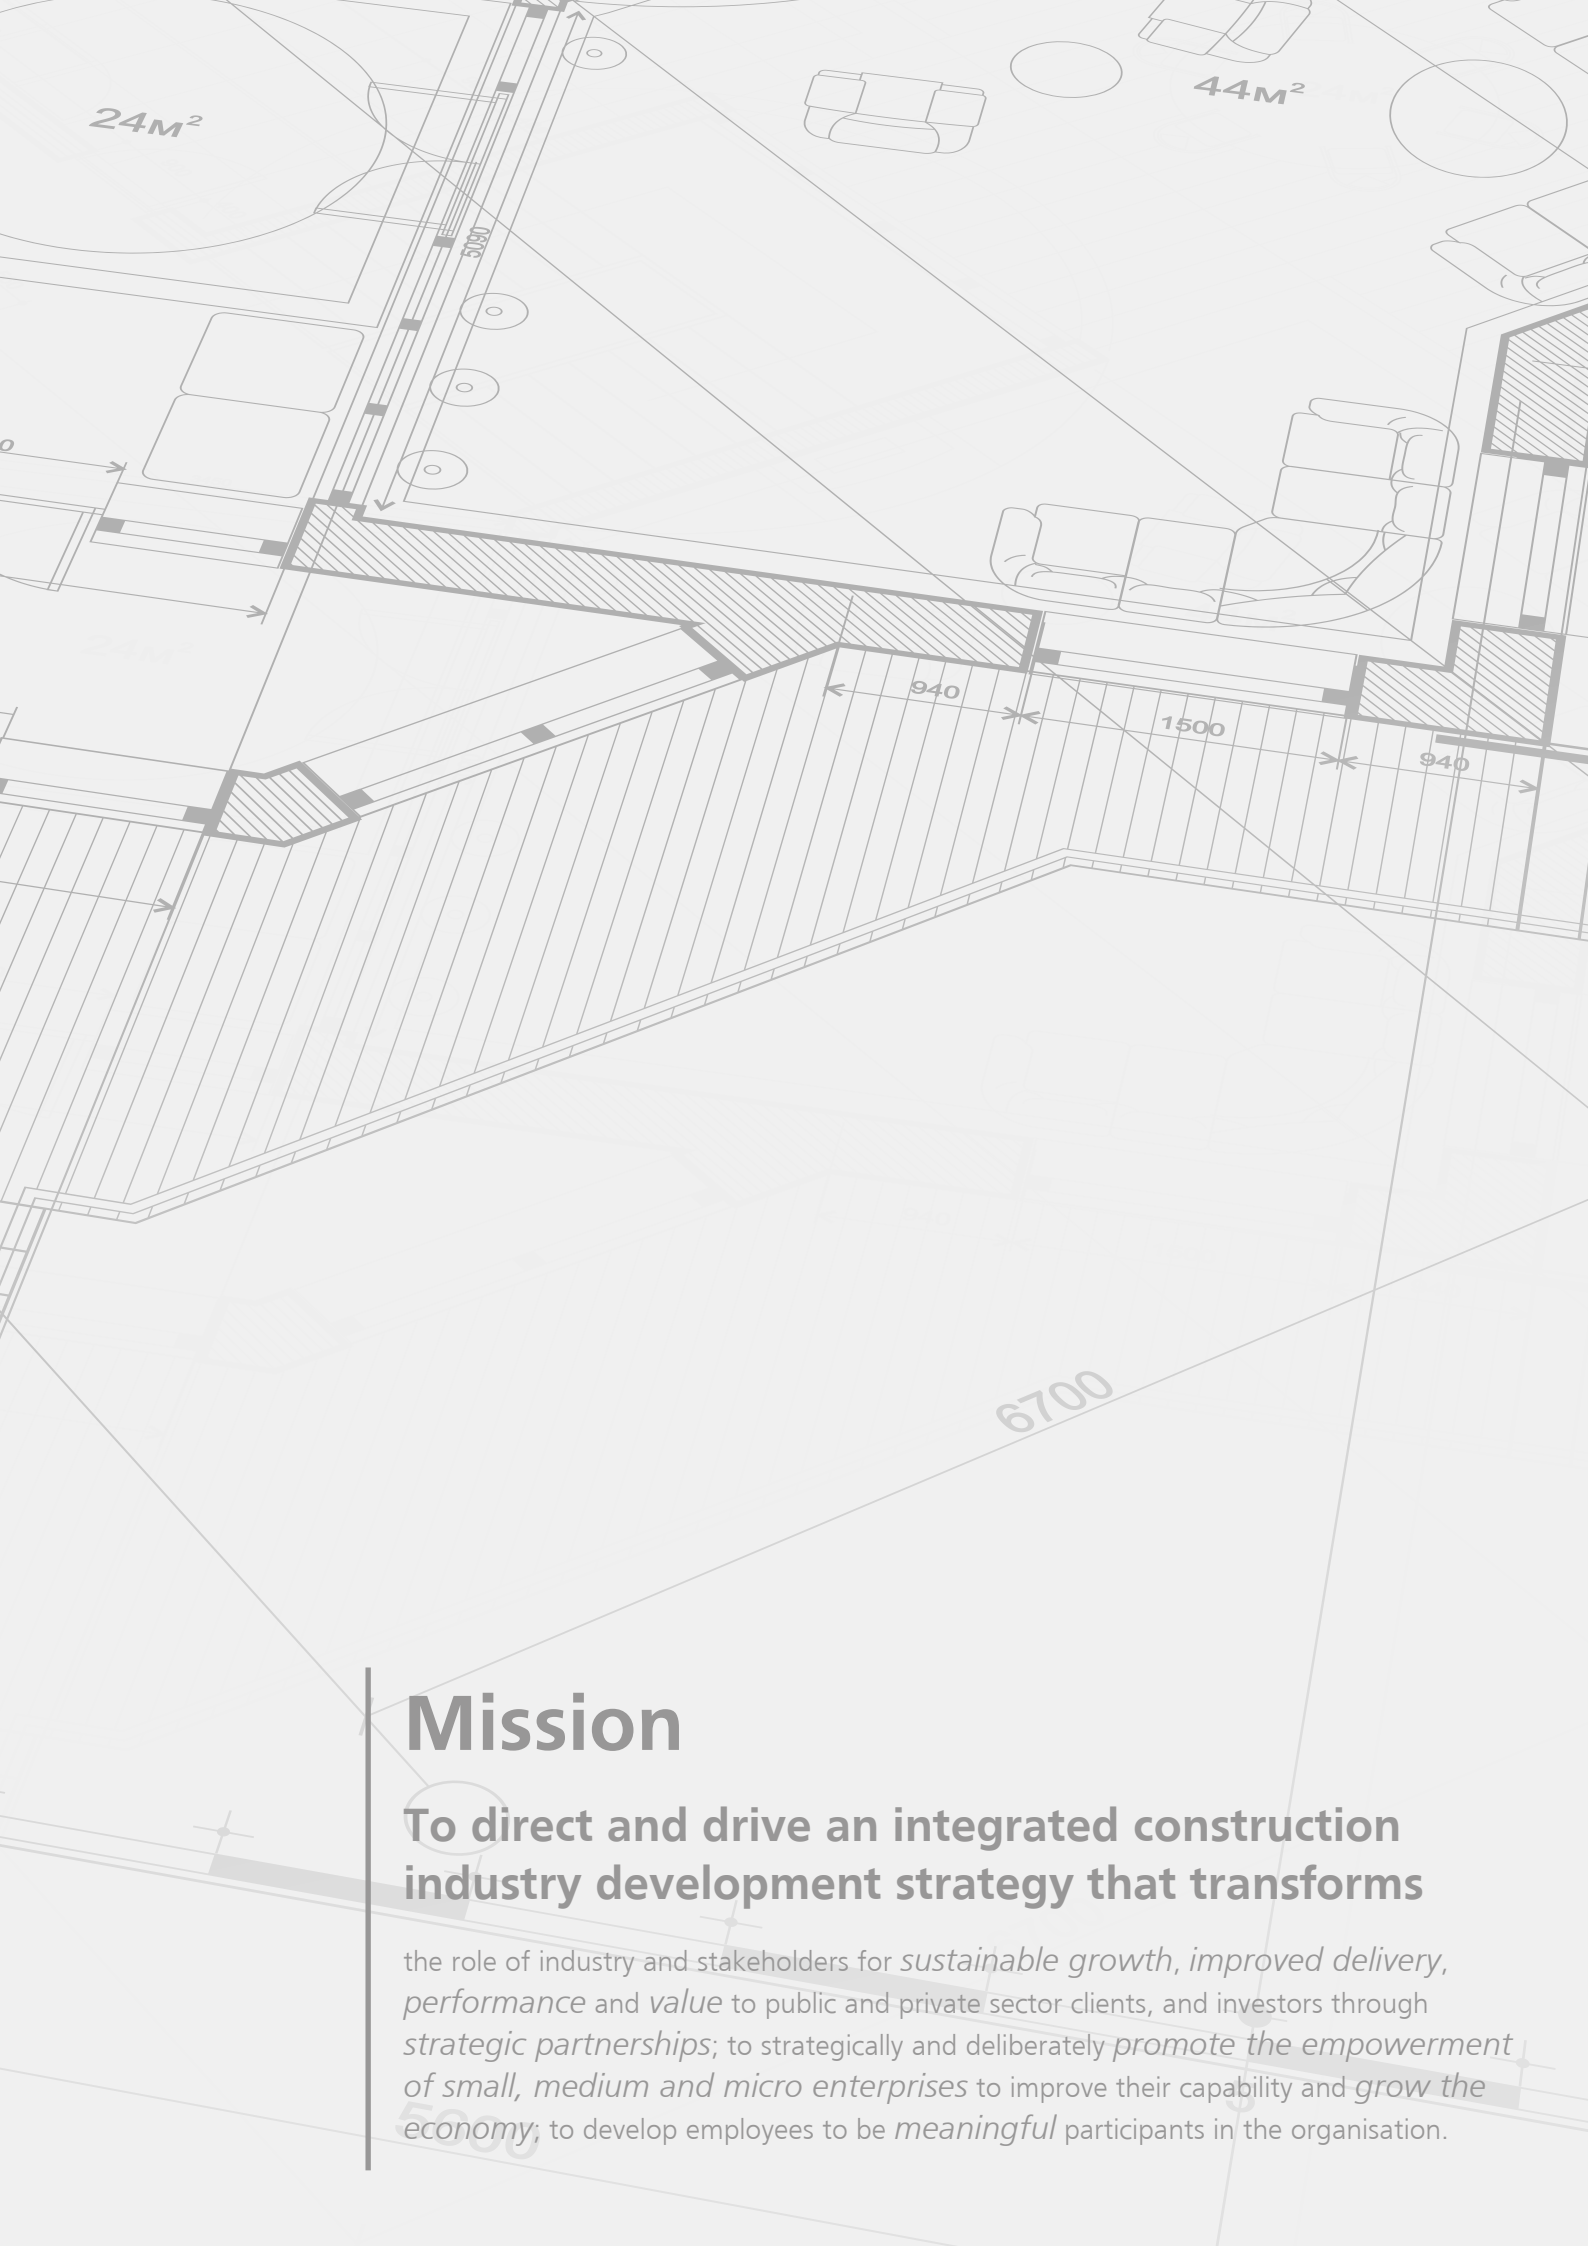 44м²
24м²
5090
0
940
1500
940
6700
Mission
To direct and drive an integrated construction
industry development strategy that transforms
the role of industry and stakeholders for sustainable growth, improved delivery,
performance and value to public and private sector clients, and investors through
strategic partnerships; to strategically and deliberately promote the empowerment
of small, medium and micro enterprises to improve their capability and grow the
economy; to develop employees to be meaningful participants in the organisation.
5000